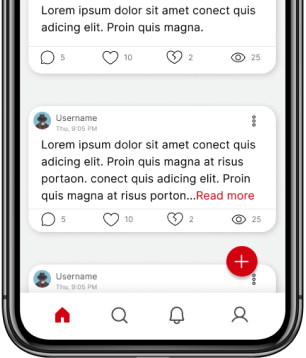 Lorem ipsum dolor sit amet conect quis
adicing elit. Proin quis magna.
5 10 2 25
Username
Thu, 9:05 PM
Lorem ipsum dolor sit amet conect quis
adicing elit. Proin quis magna at risus
portaon. conect quis adicing elit. Proin
quis magna at risus porton...Read more
5 10 2 25
Username
Thu, 9:05 PM